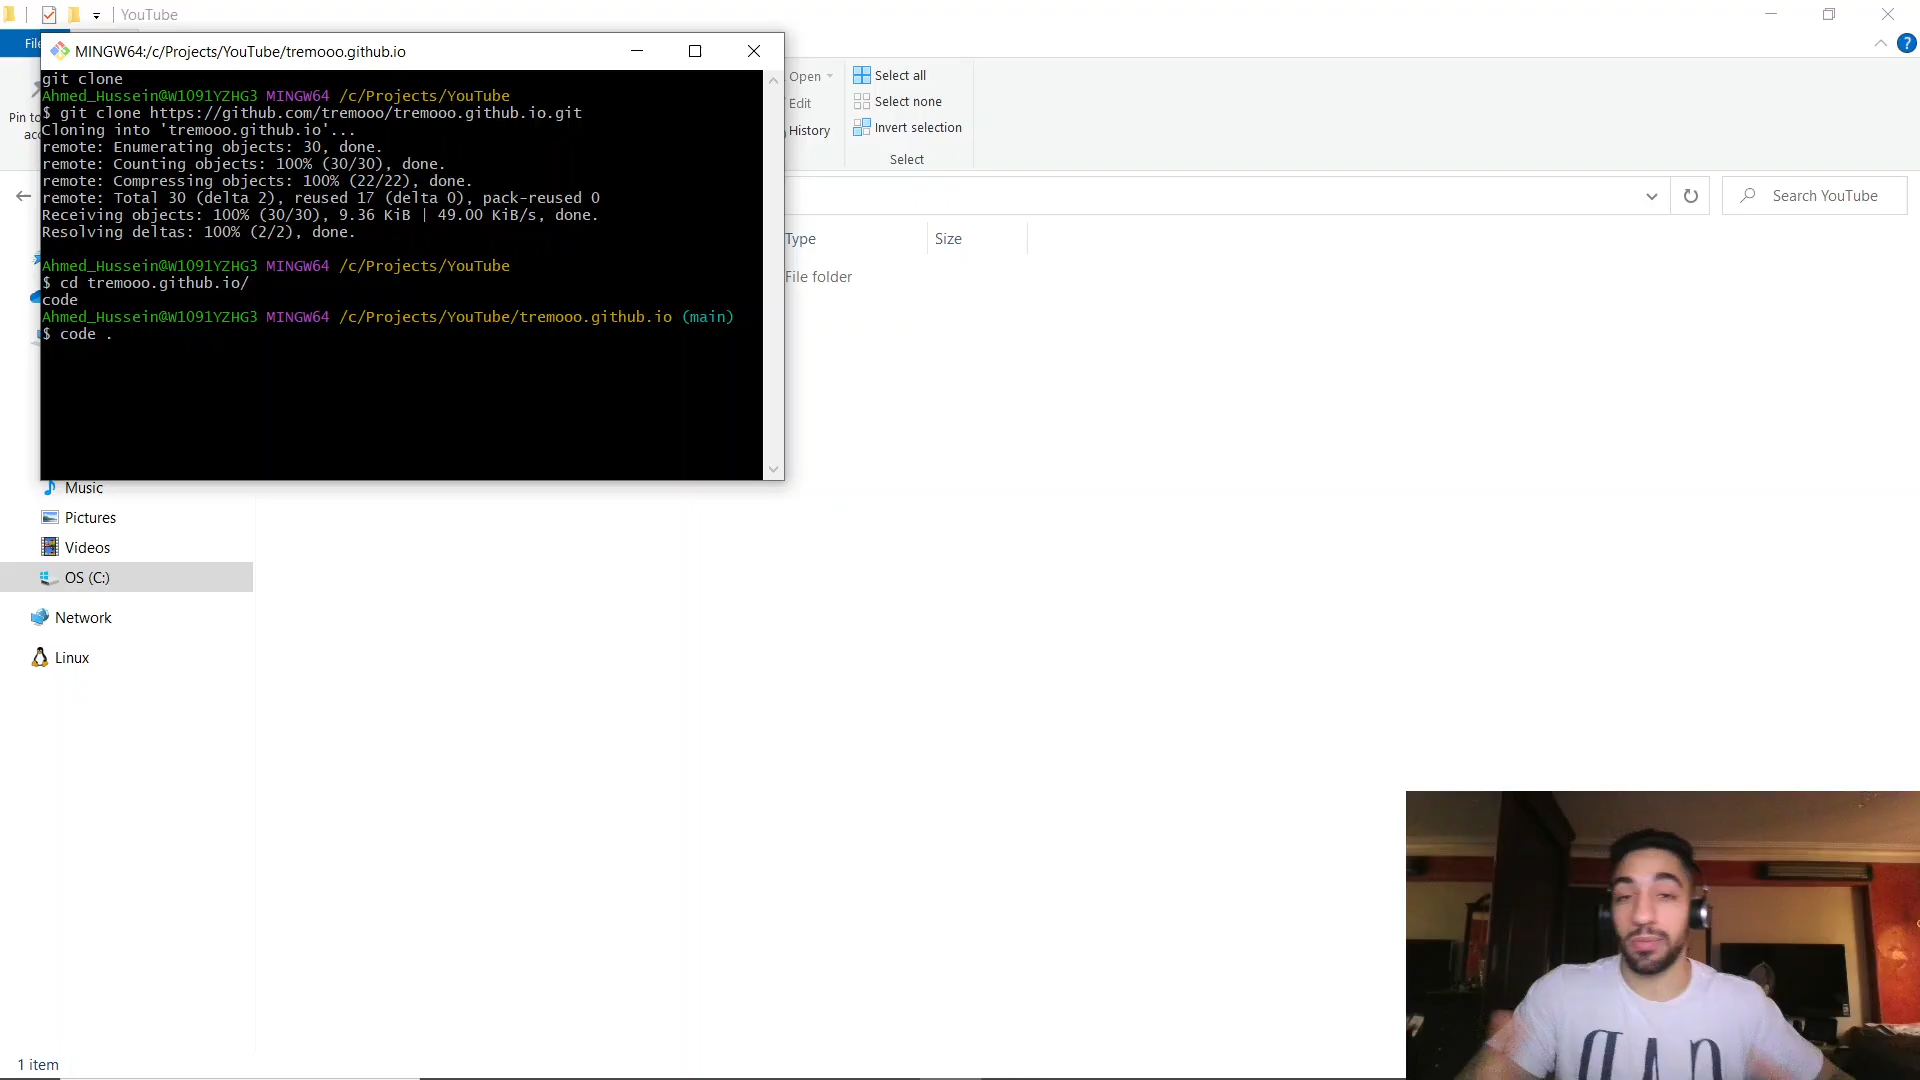 YouTube
File
MINGW64:/c/Projects/YouTube/tremooo.github.io
git clone
Ahmed_Hussein@W1091YZHG3 MINGW64 /c/Projects/YouTube
$ git clone https://github.com/tremooo/tremooo.github.io.git
Cloning into 'tremooo.github.io'...
remote: Enumerating objects: 30, done.
remote: Counting objects: 100% (30/30), done.
remote: Compressing objects: 100% (22/22), done.
remote: Total 30 (delta 2), reused 17 (delta 0), pack-reused 0
Receiving objects: 100% (30/30), 9.36 KiB | 49.00 KiB/s, done.
Resolving deltas: 100% (2/2), done.
Ahmed_Hussein@W1091YZHG3 MINGW64 /c/Projects/YouTube
$ cd tremooo.github.io/
code
Ahmed_Hussein@W1091YZHG3 MINGW64 /c/Projects/YouTube/tremooo.github.io (main)
$ code .
Pin to
Open
Edit
History
Select all
Select none
Invert selection
Select
Search YouTube
Type
Size
File folder
Music
Pictures
Videos
OS (C:)
Network
Linux
1 item